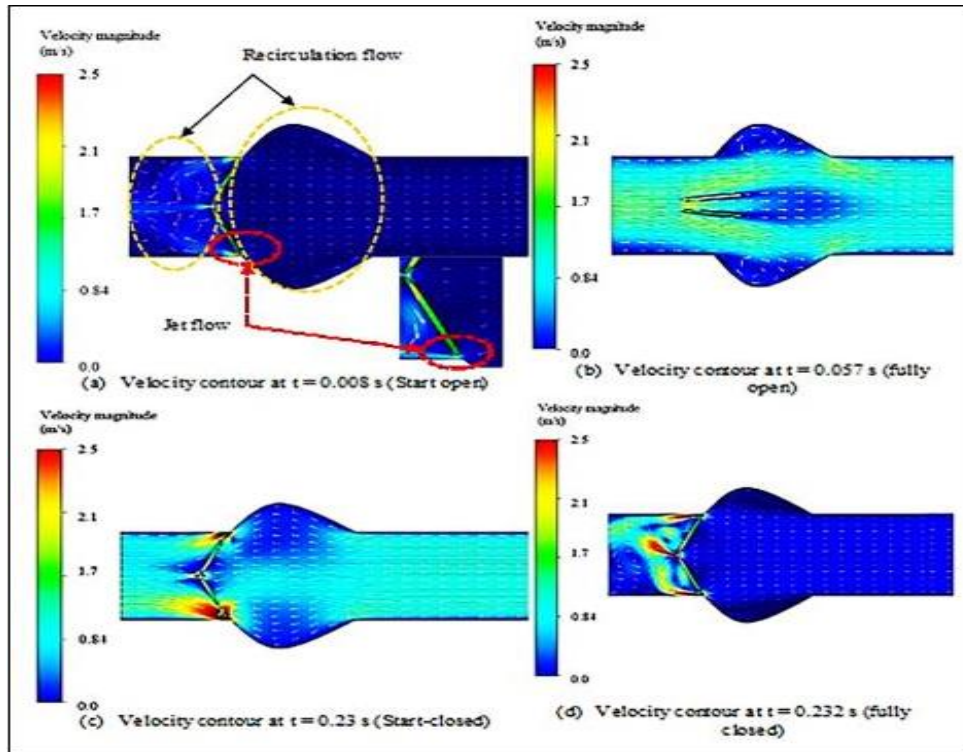 Velocity magnitude
(m/s)
Recirculation flow
2.5
2.1
1.7
0.84
0.0
Jet flow
(a) Velocity contour at t = 0.008 s (Start open)
Velocity magnitude
(m/s)
2.5
2.1
1.7
0.84
0.0
(b) Velocity contour at t = 0.057 s (fully
open)
Velocity magnitude
(m/s)
2.5
2.1
1.7
0.84
0.0
(c) Velocity contour at t = 0.23 s (Start-closed)
Velocity magnitude
(m/s)
2.5
2.1
1.7
0.84
0.0
(d) Velocity contour at t = 0.232 s (fully
closed)